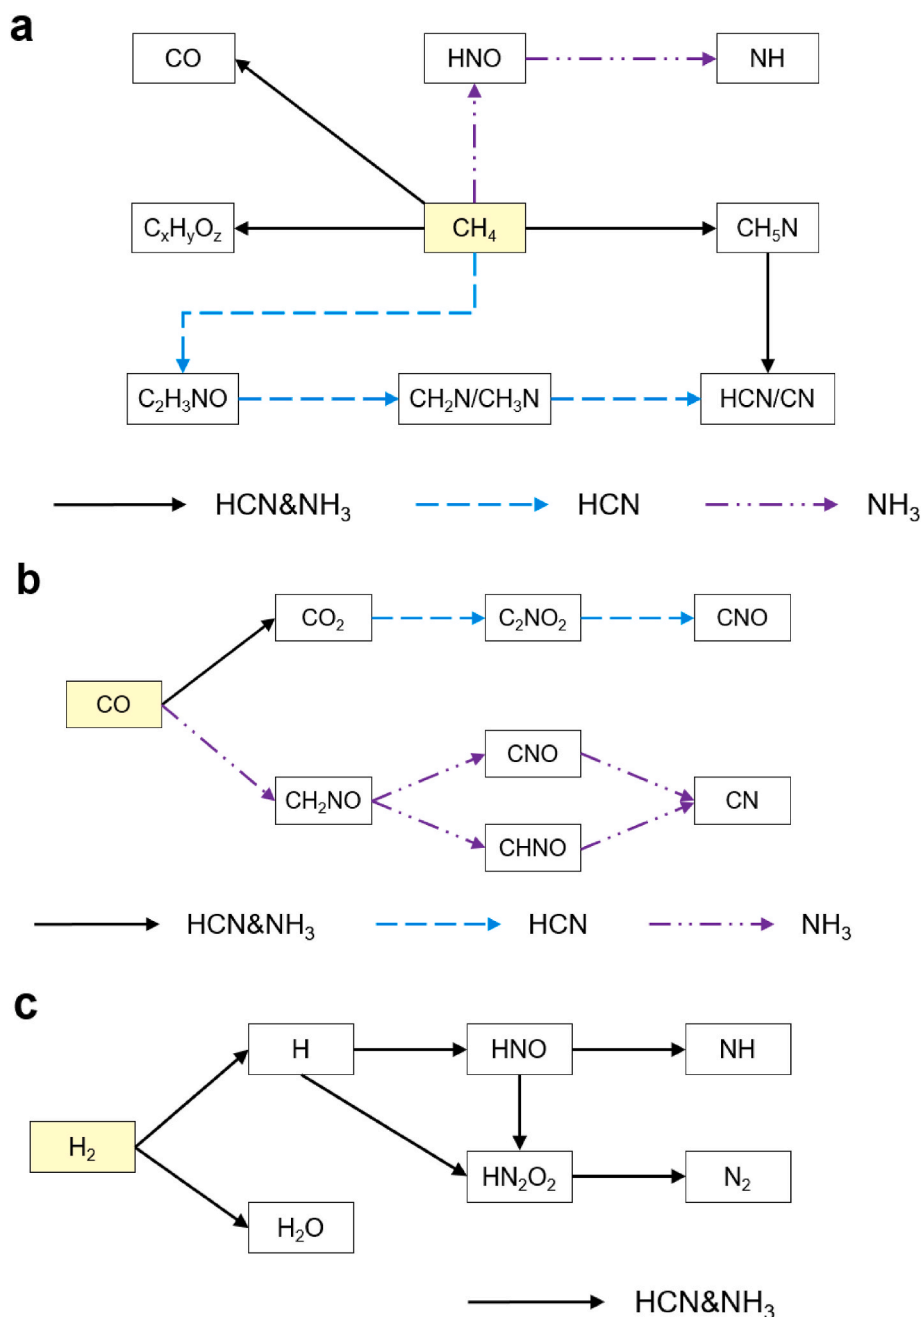 a
CO
HNO
NH
CₓHᵧO_z
CH₄
CH₅N
C₂H₃NO
CH₂N/CH₃N
HCN/CN
HCN&NH₃
HCN
NH₃
b
CO₂
C₂NO₂
CNO
CO
CNO
CH₂NO
CN
CHNO
HCN&NH₃
HCN
NH₃
c
H
HNO
NH
H₂
HN₂O₂
N₂
H₂O
HCN&NH₃